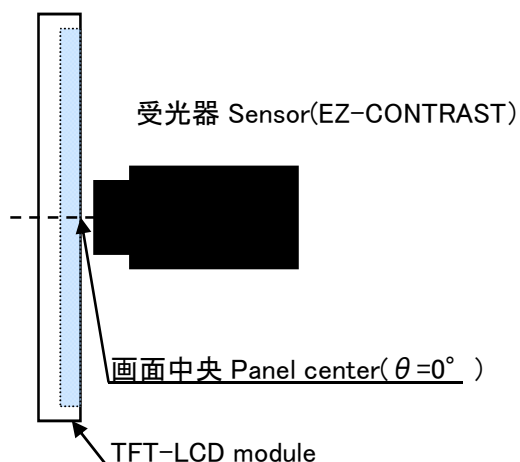 受光器 Sensor(EZ-CONTRAST)
画面中央 Panel center(θ=0° )
TFT-LCD module